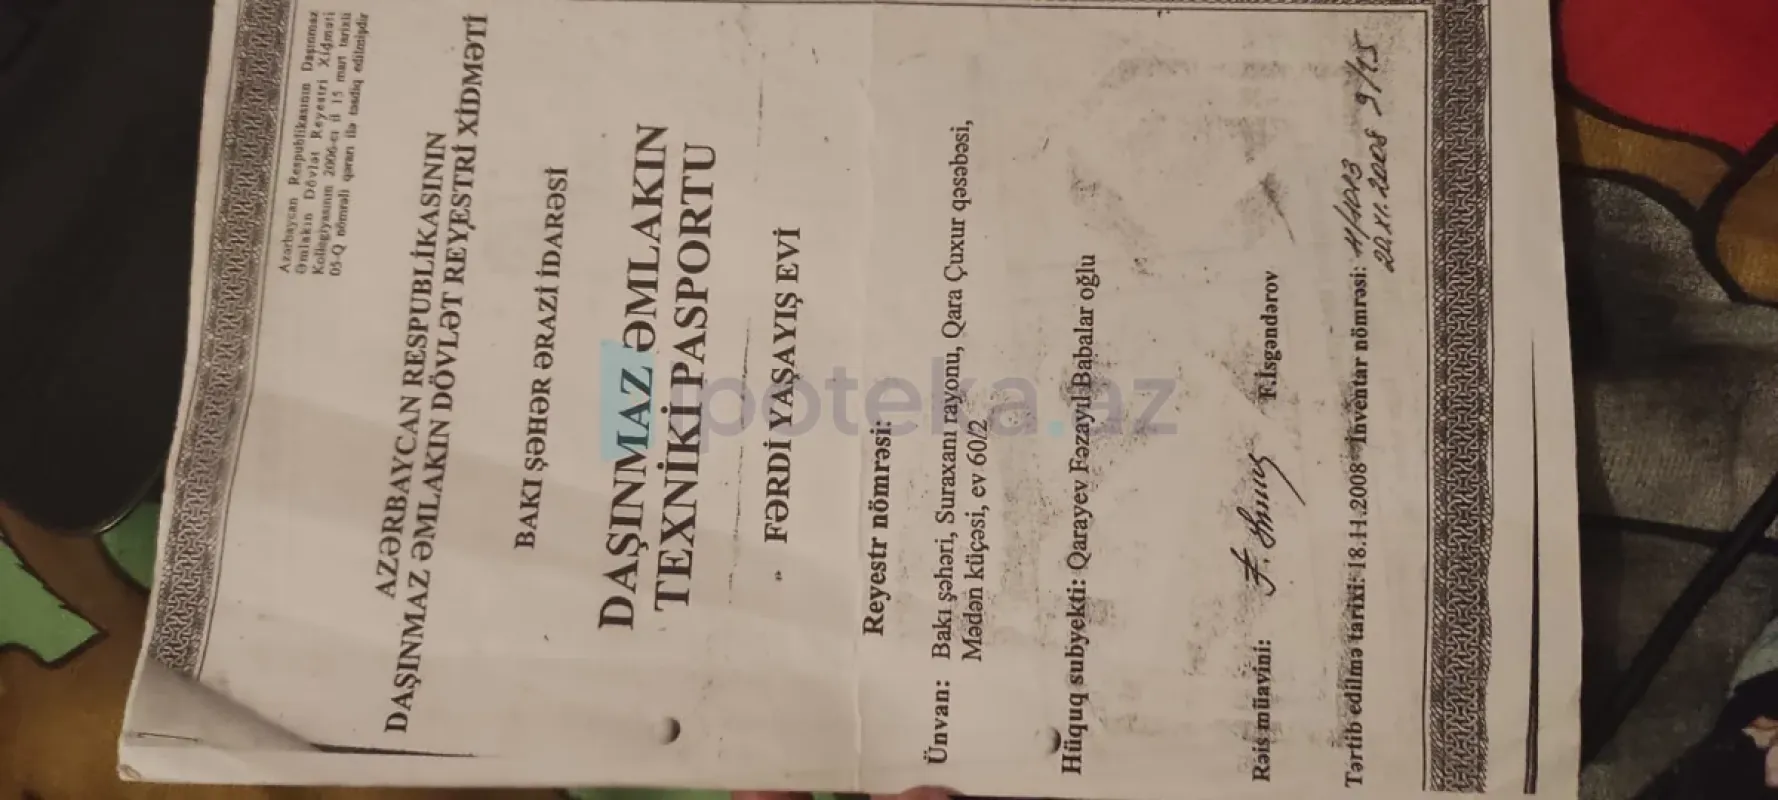 Azərbaycan Respublikasının Daşınmaz
Əmlakın Dövlət Reyestri Xidməti
Kollegiyasının 2006-cı il 15 mart tarixli
05-Q nömrəli qərarı ilə təsdiq edilmişdir
AZƏRBAYCAN RESPUBLİKASININ
DAŞINMAZ ƏMLAKIN DÖVLƏT REYESTRİ XİDMƏTİ
BAKI ŞƏHƏR ƏRAZİ İDARƏSİ
DAŞINMAZ ƏMLAKIN
TEXNİKİ PASPORTU
FƏRDİ YAŞAYIŞ EVİ
Reyestr nömrəsi:
Ünvan: Bakı şəhəri, Suraxanı rayonu, Qara Çuxur qəsəbəsi,
Mədən küçəsi, ev 60/2
Hüquq subyekti: Qarayev Fəzayıl Babalar oğlu
Rəis müavini: F.İsgəndərov
Tərtib edilmə tarixi: 18.11.2008 İnventar nömrəsi: 9/15
20.XI.2008
ipoteka.az